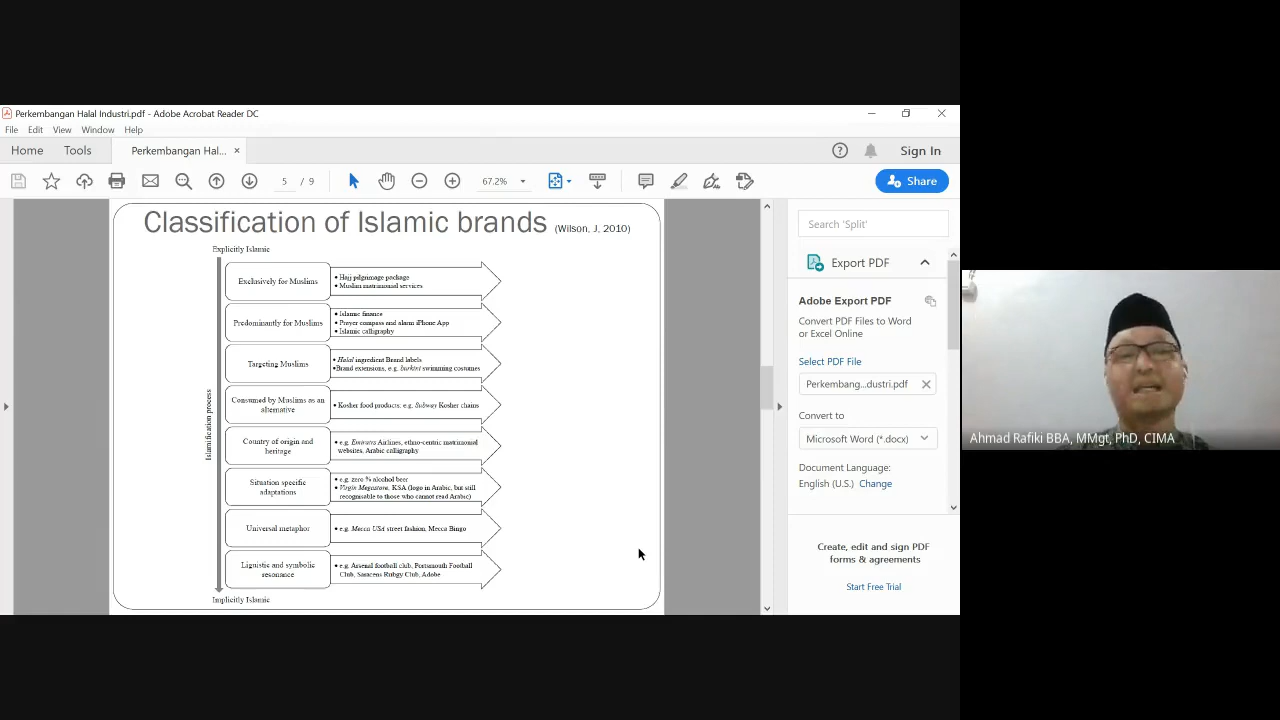 Perkembangan Halal Industri.pdf - Adobe Acrobat Reader DC
File Edit View Window Help
Home Tools Perkembangan Hal... × Sign In
5 / 9 67.2% Share
Classification of Islamic brands (Wilson, J, 2010)
Explicitly Islamic
Islamification process
Exclusively for Muslims
• Hajj pilgrimage package
• Muslim matrimonial services
Predominantly for Muslims
• Islamic finance
• Prayer compass and alarm iPhone App
• Islamic calligraphy
Targeting Muslims
• Halal ingredient Brand labels
•Brand extensions, e.g. burkini swimming costumes
Consumed by Muslims as an
alternative
• Kosher food products: e.g. Subway Kosher chains
Country of origin and
heritage
• e.g. Emirates Airlines, ethno-centric matrimonial
websites, Arabic calligraphy
Situation specific
adaptations
• e.g. zero % alcohol beer
• Virgin Megastore, KSA (logo in Arabic, but still
recognisable to those who cannot read Arabic)
Universal metaphor
• e.g. Mecca USA street fashion, Mecca Bingo
Liguistic and symbolic
resonance
• e.g. Arsenal football club, Portsmouth Football
Club, Saracens Rubgy Club, Adobe
Implicitly Islamic
Search 'Split'
Export PDF
Adobe Export PDF
Convert PDF Files to Word
or Excel Online
Select PDF File
Perkembang...dustri.pdf ×
Convert to
Microsoft Word (*.docx)
Document Language:
English (U.S.) Change
Create, edit and sign PDF
forms & agreements
Start Free Trial
Ahmad Rafiki BBA, MMgt, PhD, CIMA